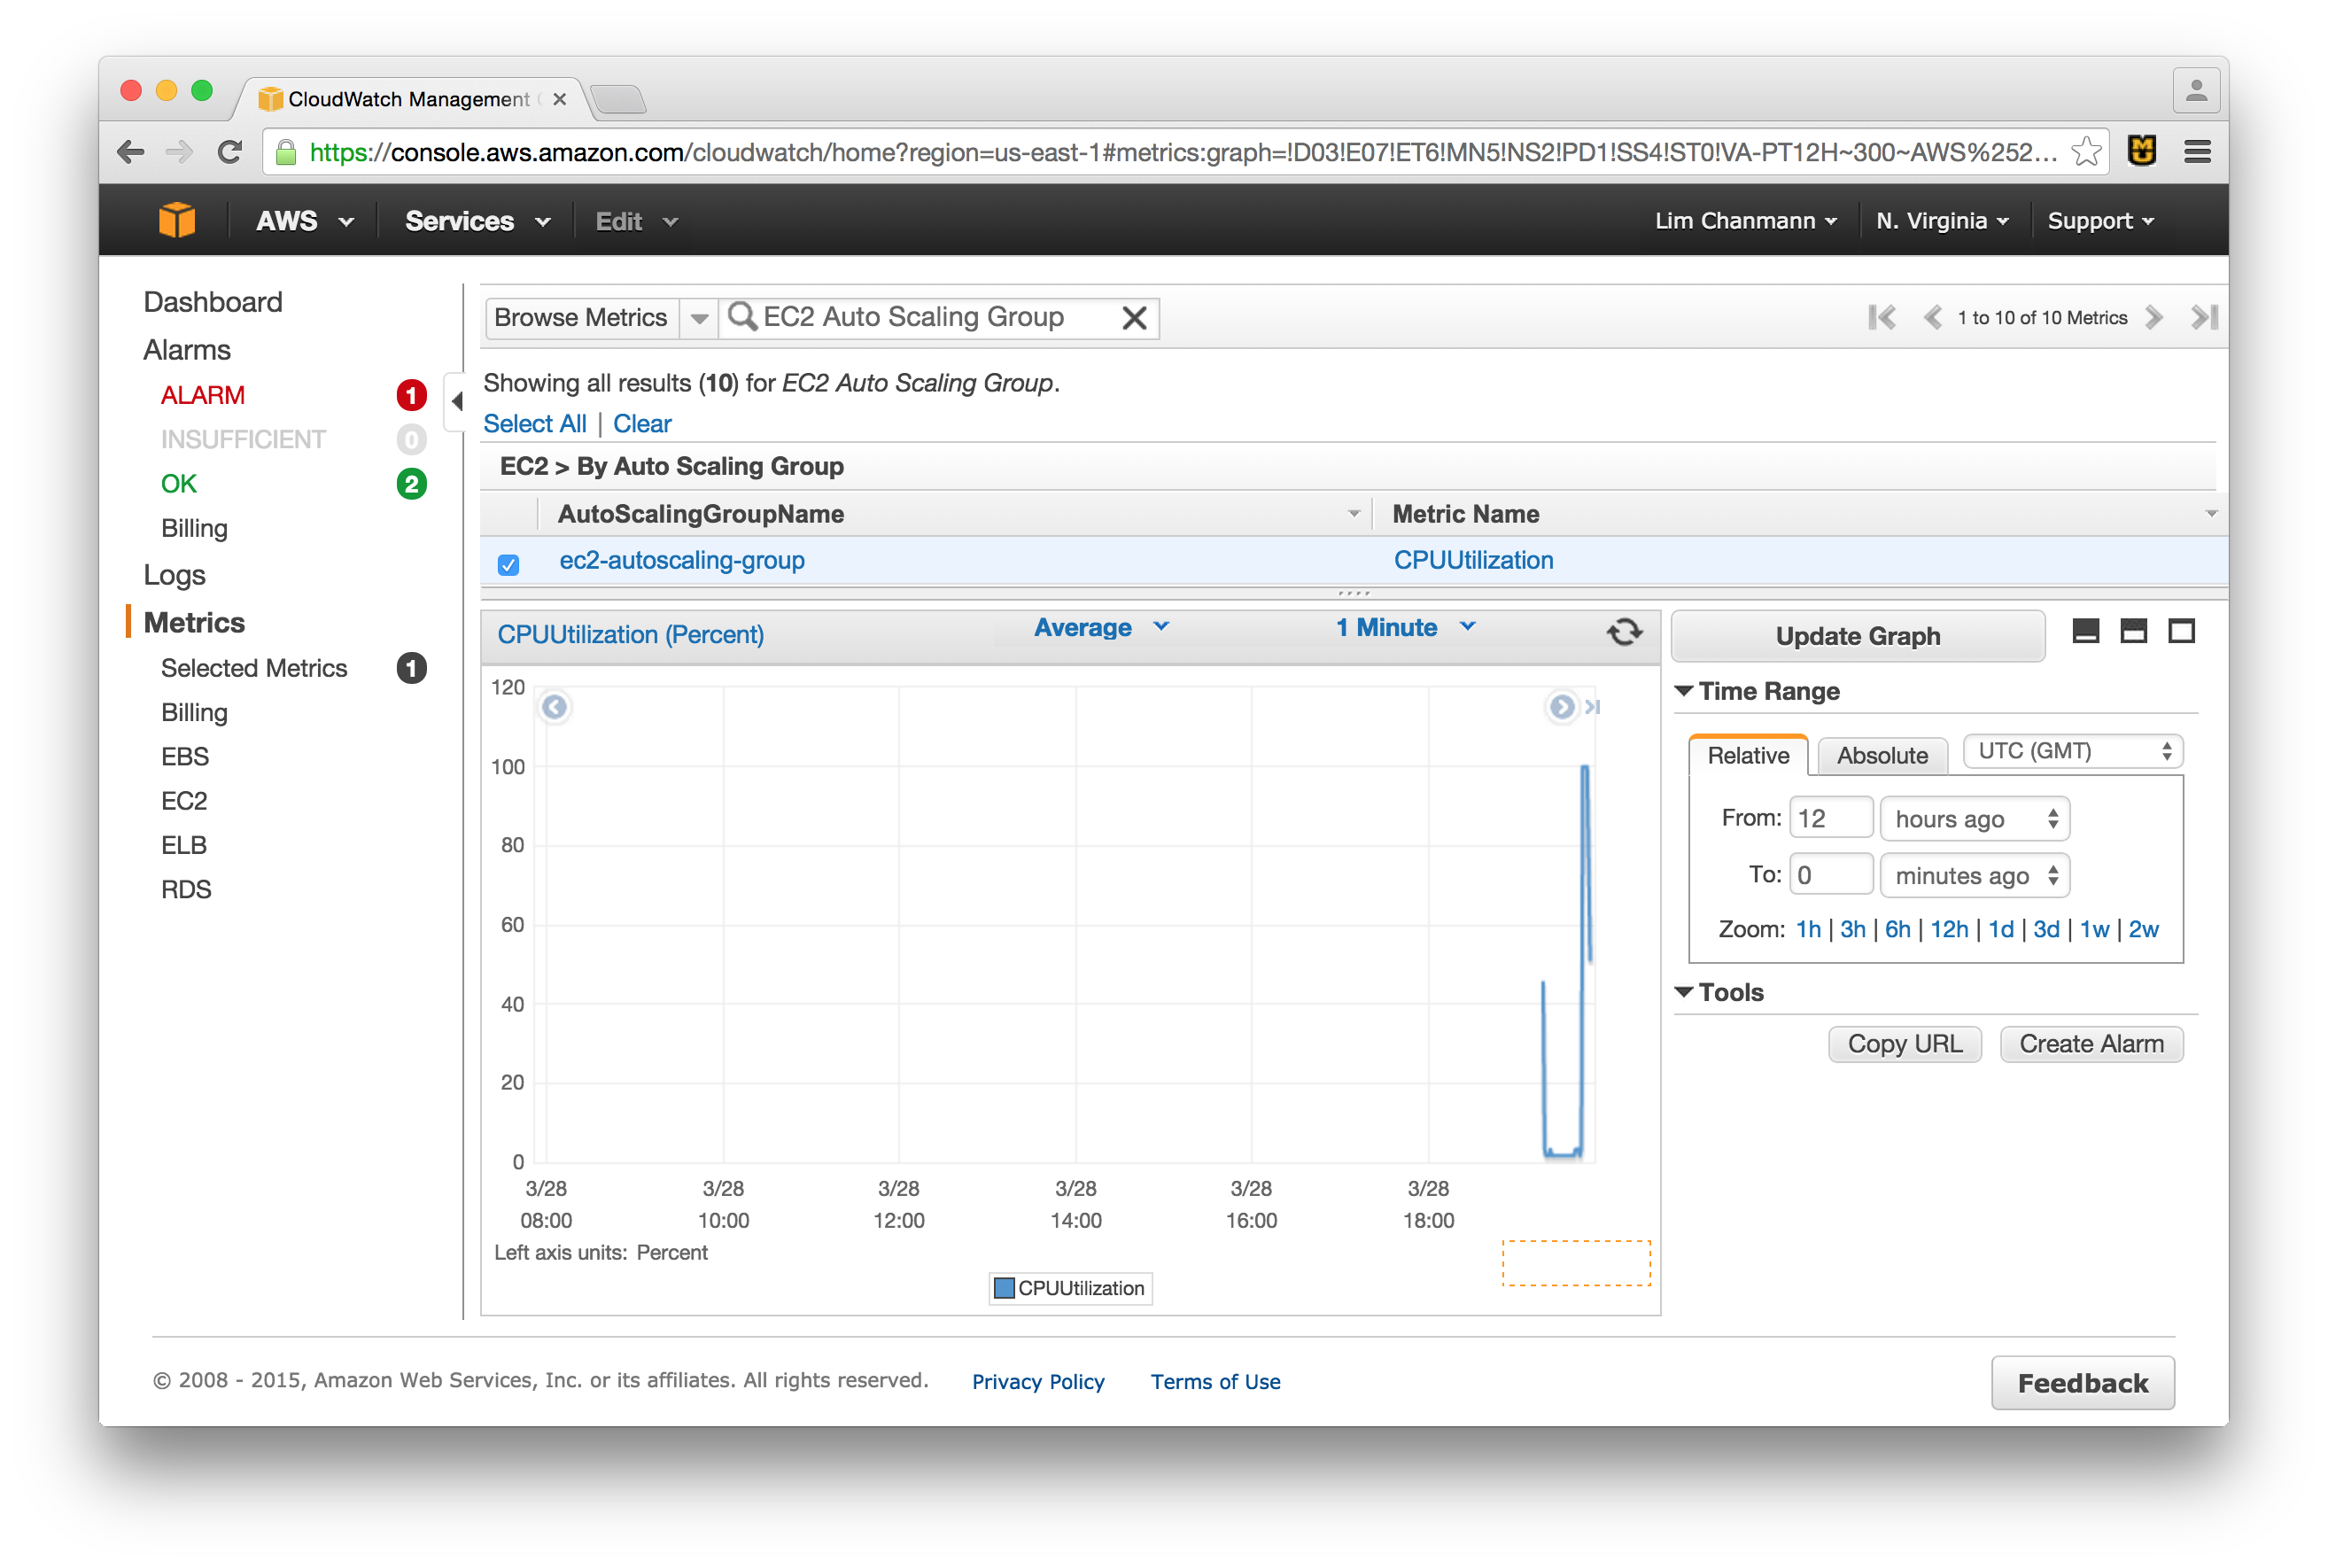 CloudWatch Management
https://console.aws.amazon.com/cloudwatch/home?region=us-east-1#metrics:graph=!D03!E07!ET6!MN5!NS2!PD1!SS4!ST0!VA-PT12H~300~AWS%252...
AWS Services Edit Lim Chanmann N. Virginia Support
Dashboard
Alarms
ALARM 1
INSUFFICIENT 0
OK 2
Billing
Logs
Metrics
Selected Metrics 1
Billing
EBS
EC2
ELB
RDS
Browse Metrics EC2 Auto Scaling Group 1 to 10 of 10 Metrics
Showing all results (10) for EC2 Auto Scaling Group.
Select All | Clear
EC2 > By Auto Scaling Group
AutoScalingGroupName Metric Name
ec2-autoscaling-group CPUUtilization
CPUUtilization (Percent) Average 1 Minute
120
100
80
60
40
20
0
3/28 3/28 3/28 3/28 3/28 3/28
08:00 10:00 12:00 14:00 16:00 18:00
Left axis units: Percent
CPUUtilization
Update Graph
Time Range
Relative Absolute UTC (GMT)
From: 12 hours ago
To: 0 minutes ago
Zoom: 1h | 3h | 6h | 12h | 1d | 3d | 1w | 2w
Tools
Copy URL Create Alarm
© 2008 - 2015, Amazon Web Services, Inc. or its affiliates. All rights reserved. Privacy Policy Terms of Use
Feedback